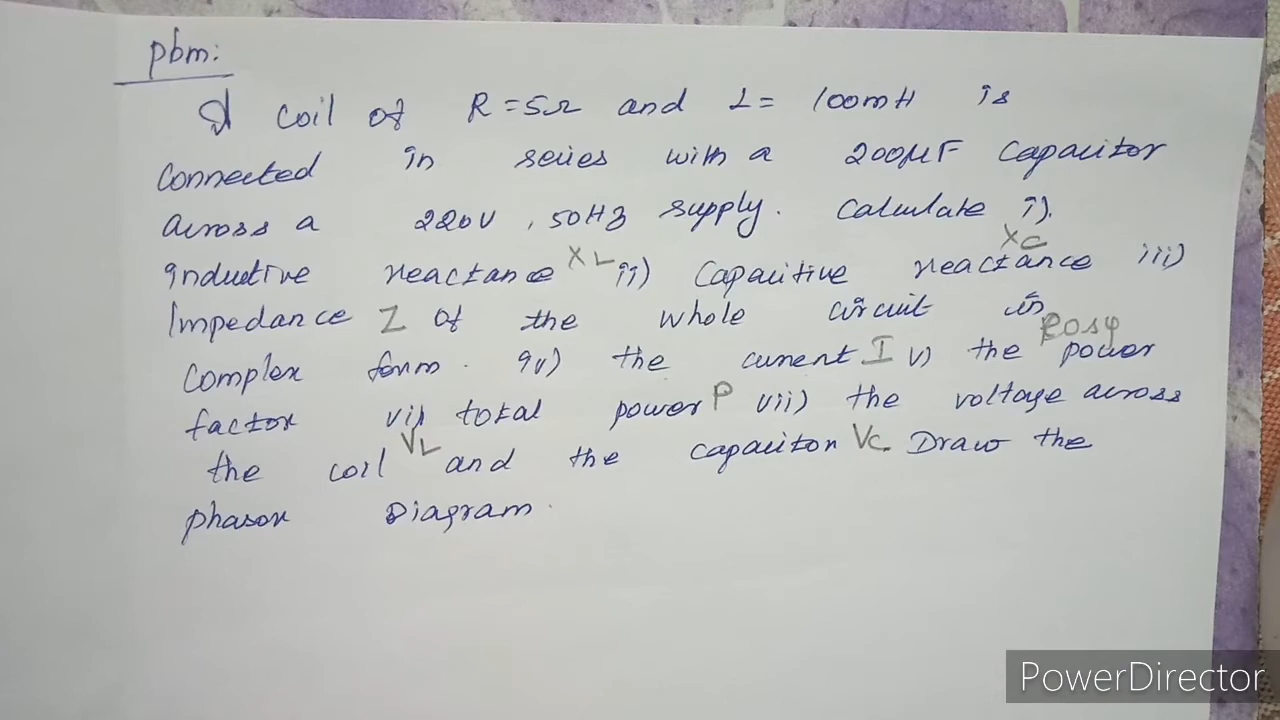 pbm:
A coil of R=5Ω and L= 100mH is
connected in series with a 200μF capacitor
across a 220V, 50Hz supply. Calculate i).
inductive reactance XL ii) Capacitive reactance XC iii)
Impedance Z of the whole circuit in
complex form. iv) the current I v) the power cosφ
factor vi) total power P vii) the voltage across
the coil VL and the capacitor Vc. Draw the
phasor Diagram.
PowerDirector